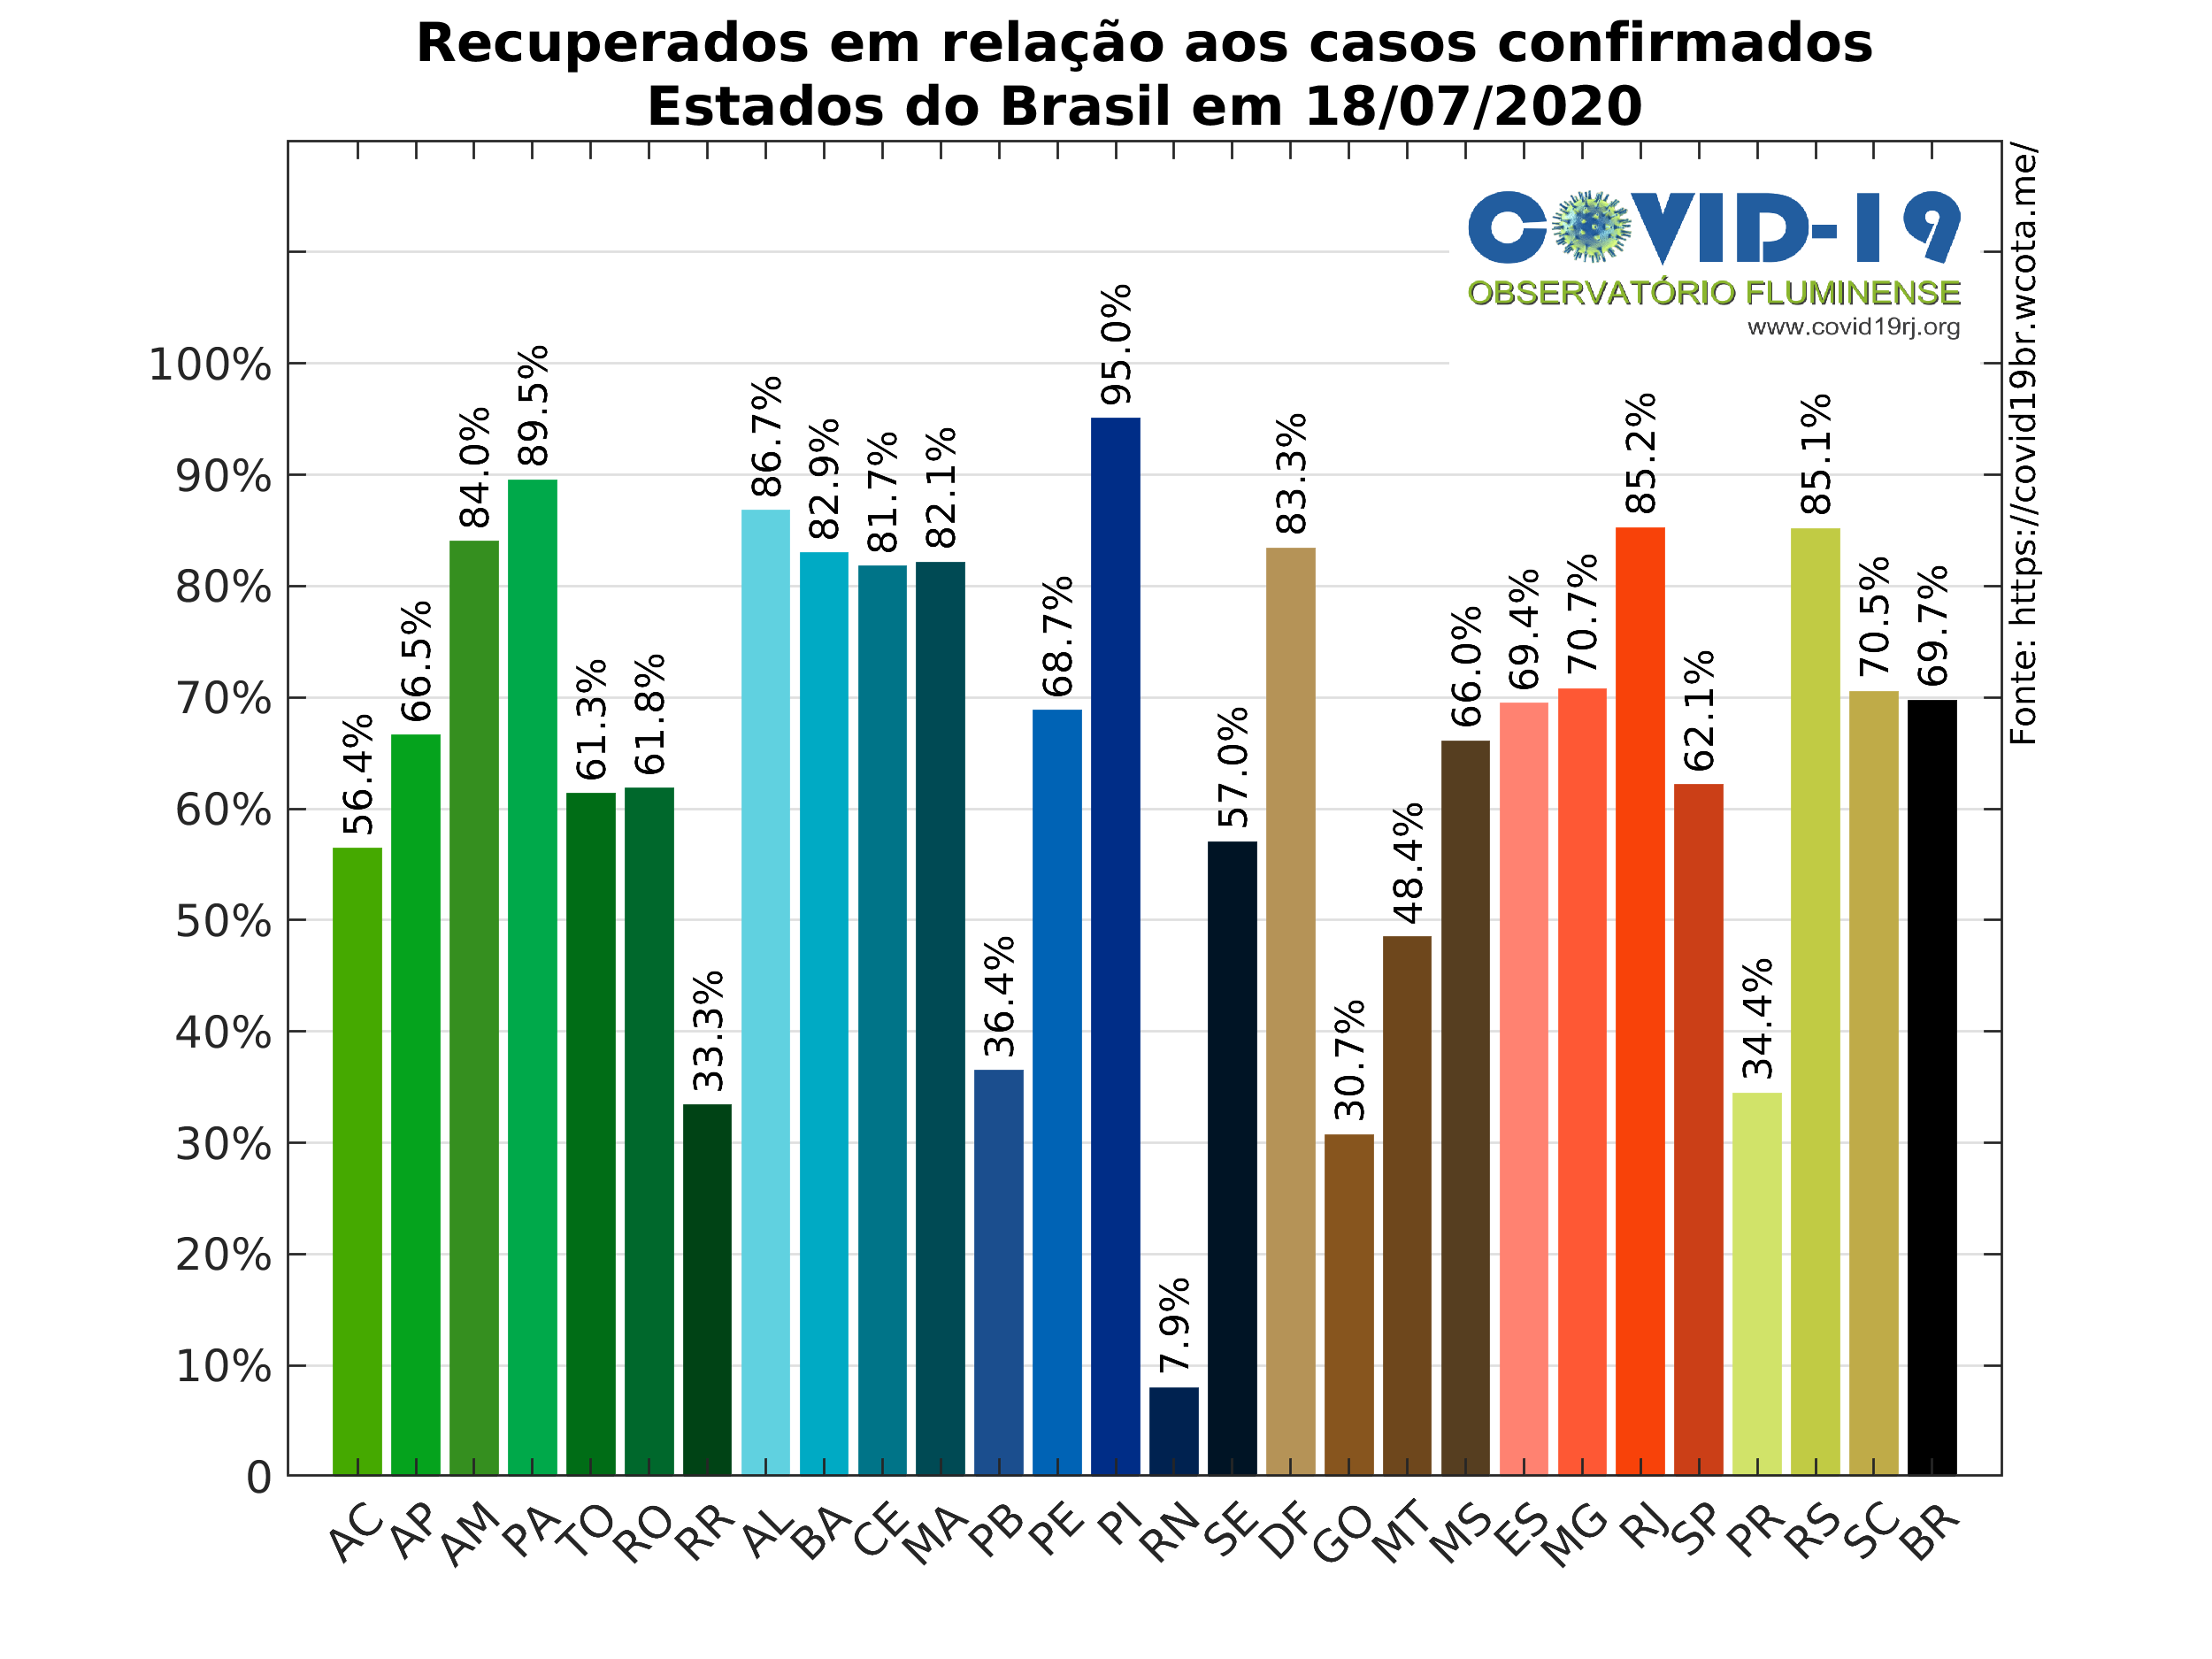 Recuperados em relação aos casos confirmados
Estados do Brasil em 18/07/2020
COVID-19
OBSERVATÓRIO FLUMINENSE
www.covid19rj.org
Fonte: https://covid19br.wcota.me/
100%
90%
80%
70%
60%
50%
40%
30%
20%
10%
0
56.4%
66.5%
84.0%
89.5%
61.3%
61.8%
33.3%
86.7%
82.9%
81.7%
82.1%
36.4%
68.7%
95.0%
7.9%
57.0%
83.3%
30.7%
48.4%
66.0%
69.4%
70.7%
85.2%
62.1%
34.4%
85.1%
70.5%
69.7%
AC
AP
AM
PA
TO
RO
RR
AL
BA
CE
MA
PB
PE
PI
RN
SE
DF
GO
MT
MS
ES
MG
RJ
SP
PR
RS
SC
BR